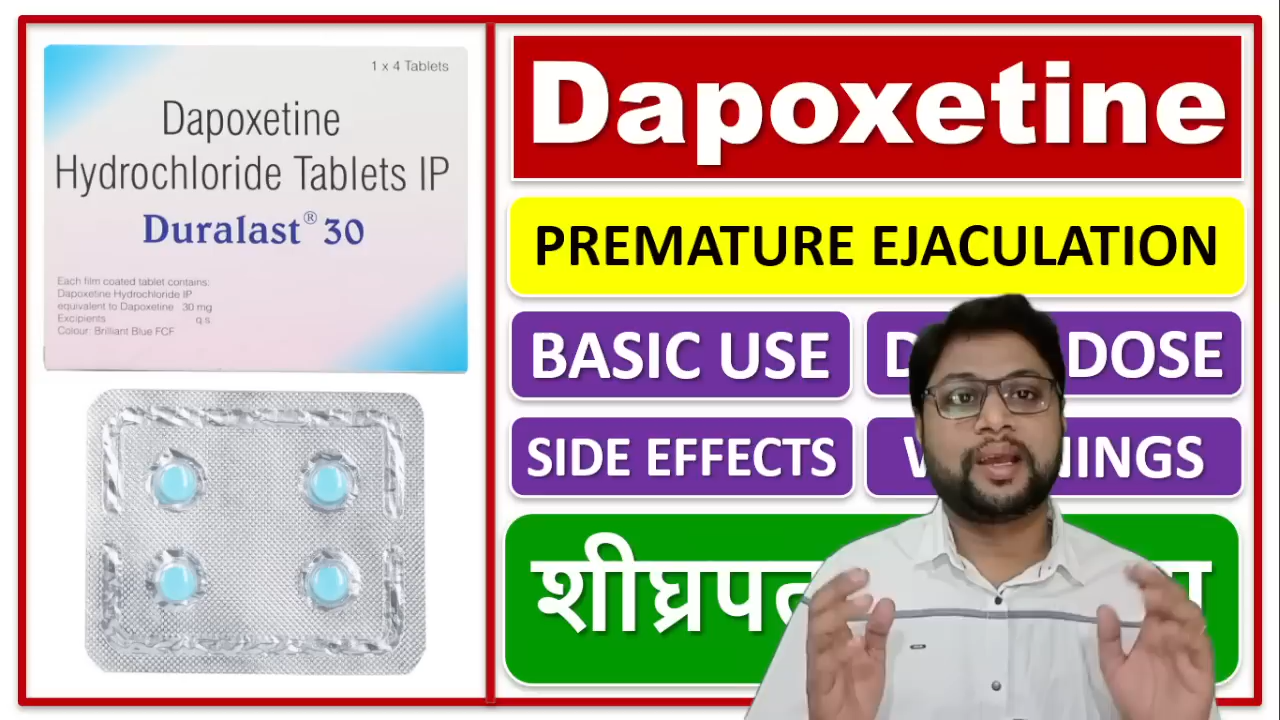 1 x 4 Tablets
Dapoxetine
Hydrochloride Tablets IP
Duralast® 30
Each film coated tablet contains:
Dapoxetine Hydrochloride IP
equivalent to Dapoxetine 30 mg
Excipients q.s.
Colour: Brilliant Blue FCF
Dapoxetine
PREMATURE EJACULATION
BASIC USE
DOSE
SIDE EFFECTS